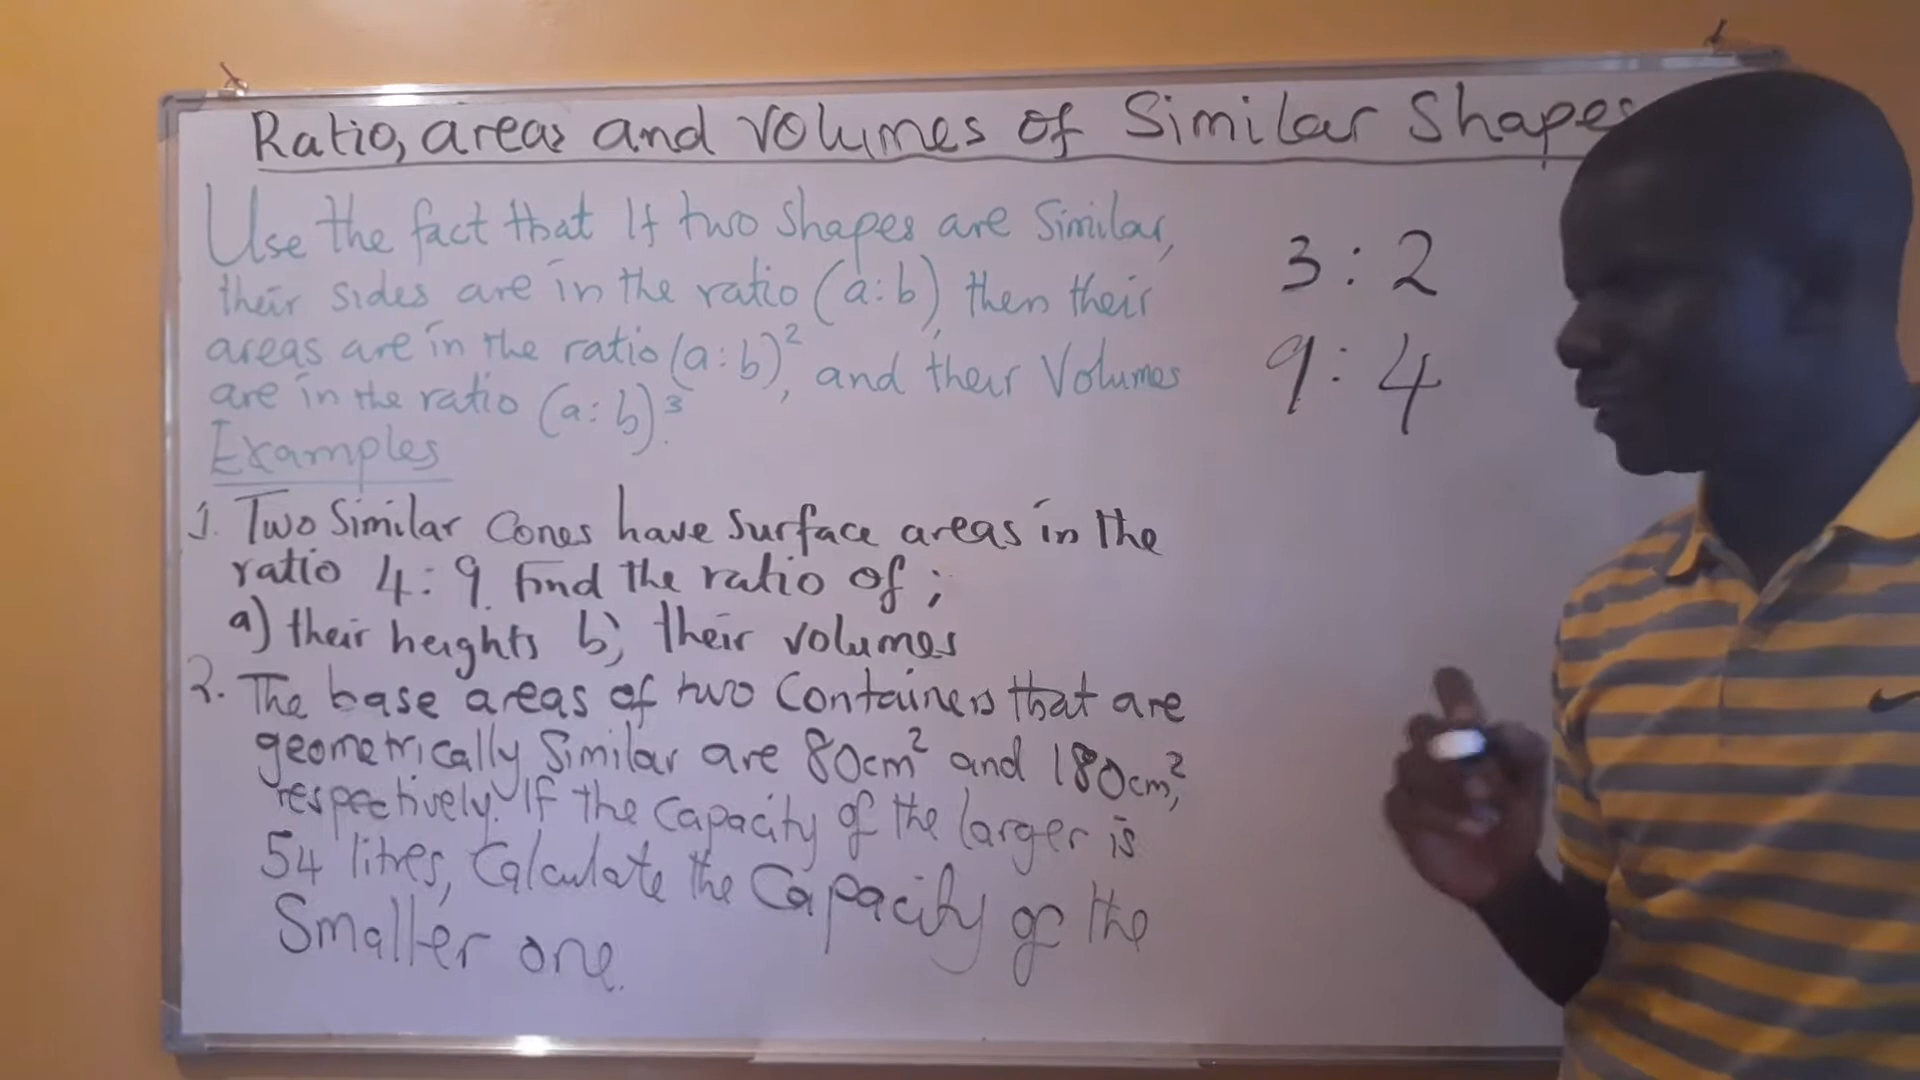 Ratio, areas and volumes of Similar Shapes
Use the fact that If two shapes are Similar,
their sides are in the ratio (a:b), then their
areas are in the ratio (a:b)², and their Volumes
are in the ratio (a:b)³.
Examples
1. Two Similar Cones have surface areas in the
ratio 4:9. Find the ratio of;
a) their heights b) their volumes
2. The base areas of two Containers that are
geometrically Similar are 80cm² and 180cm²,
respectively. If the Capacity of the larger is
54 litres, Calculate the Capacity of the
Smaller one.
3 : 2
9 : 4